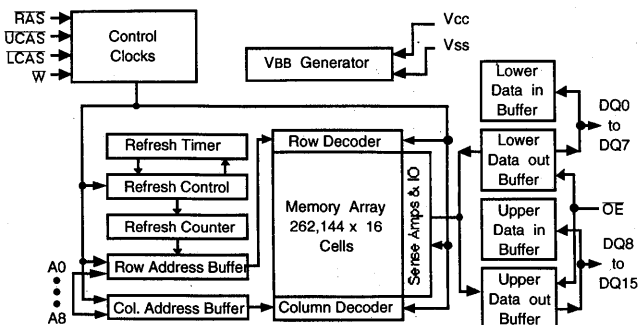 RAS
UCAS
LCAS
W
Control
Clocks
VBB Generator
Vcc
Vss
Lower
Data in
Buffer
DQ0
to
DQ7
Refresh Timer
Row Decoder
Lower
Data out
Buffer
Refresh Control
Memory Array
262,144 x 16
Cells
Sense Amps & IO
OE
Refresh Counter
Upper
Data in
Buffer
DQ8
to
DQ15
A0
A8
Row Address Buffer
Col. Address Buffer
Column Decoder
Upper
Data out
Buffer